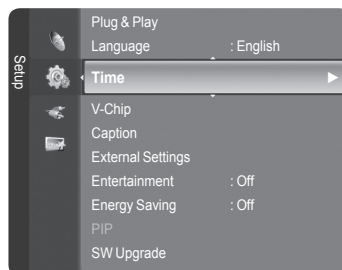 Setup
Plug & Play
Language : English
Time ►
V-Chip
Caption
External Settings
Entertainment : Off
Energy Saving : Off
PIP
SW Upgrade